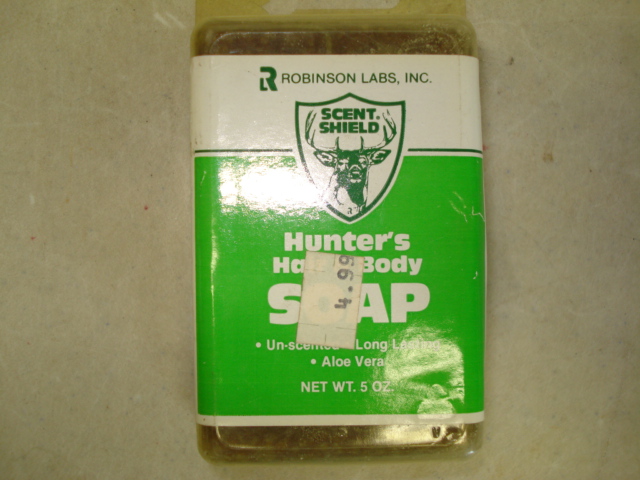 R ROBINSON LABS, INC.
SCENT
SHIELD
Hunter's
Body
SOAP
4.99
• Un-scented • Long Lasting
• Aloe Vera
NET WT. 5 OZ.